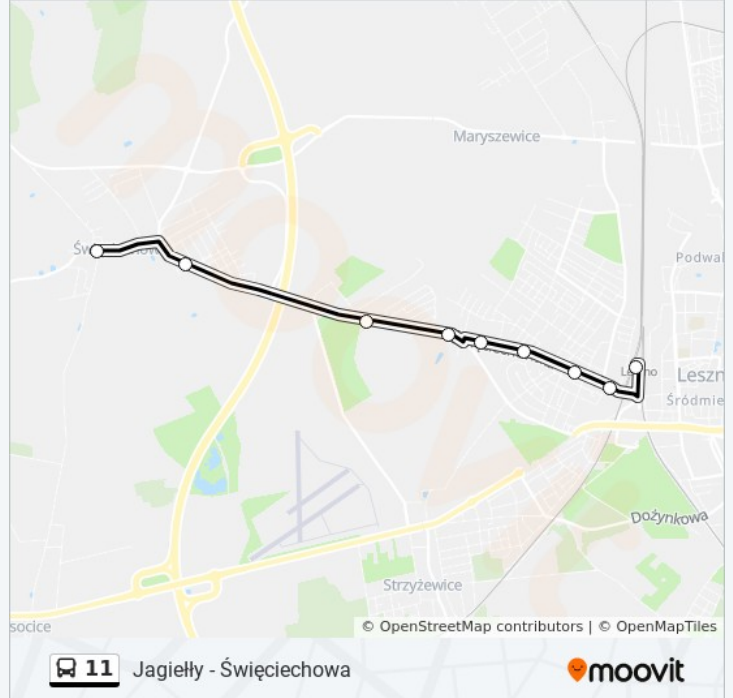 Maryszewice
Podwal
Leszn
Śródmie
Dożynkowa
Strzyżewice
socice
© OpenStreetMap contributors | © OpenMapTiles
11 Jagiełły - Święciechowa
moovit